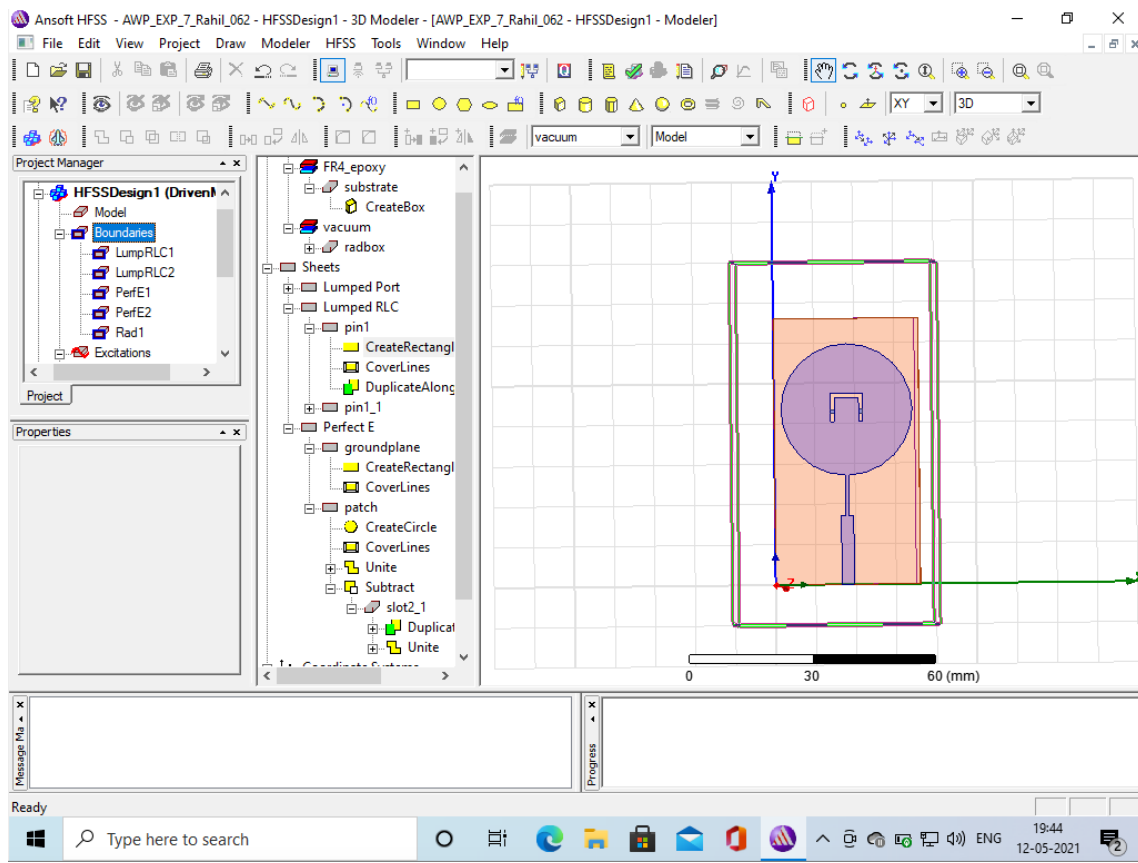 Ansoft HFSS - AWP_EXP_7_Rahil_062 - HFSSDesign1 - 3D Modeler - [AWP_EXP_7_Rahil_062 - HFSSDesign1 - Modeler]
File Edit View Project Draw Modeler HFSS Tools Window Help
XY 3D
vacuum Model
Project Manager
HFSSDesign1 (DrivenM
Model
Boundaries
LumpRLC1
LumpRLC2
PerfE1
PerfE2
Rad1
Excitations
Project
Properties
FR4_epoxy
substrate
CreateBox
vacuum
radbox
Sheets
Lumped Port
Lumped RLC
pin1
CreateRectangl
CoverLines
DuplicateAlong
pin1_1
Perfect E
groundplane
CreateRectangl
CoverLines
patch
CreateCircle
CoverLines
Unite
Subtract
slot2_1
Duplicat
Unite
Coordinate Systems
Y
Z
0 30 60 (mm)
Message Ma
Progress
Ready
Type here to search
ENG
19:44
12-05-2021
2